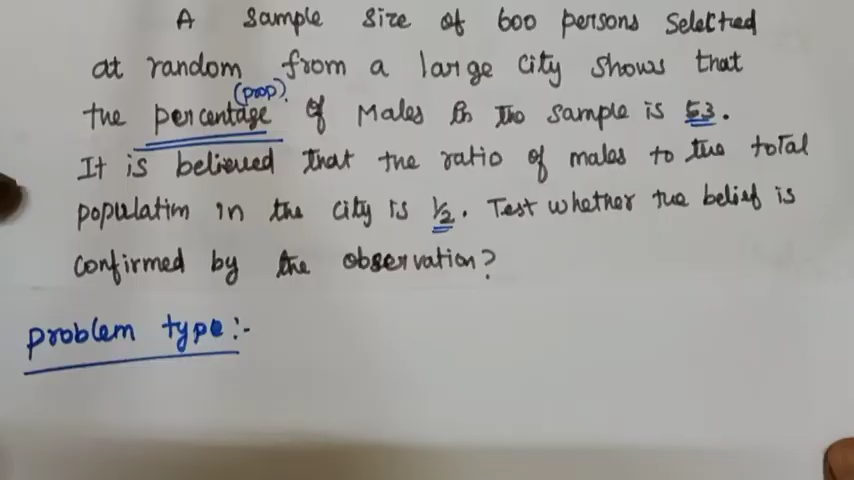 A sample size of 600 persons selected
at random from a large city shows that
(prop)
the percentage of Males in the sample is 53.
It is believed that the ratio of males to the total
population in the city is 1/2. Test whether the belief is
confirmed by the observation?
problem type:-